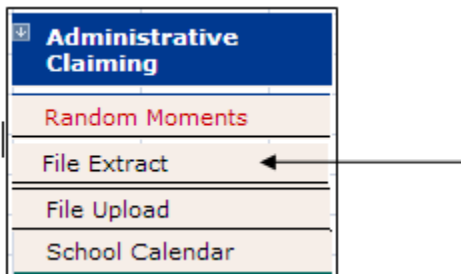 Administrative
Claiming
Random Moments
File Extract
File Upload
School Calendar